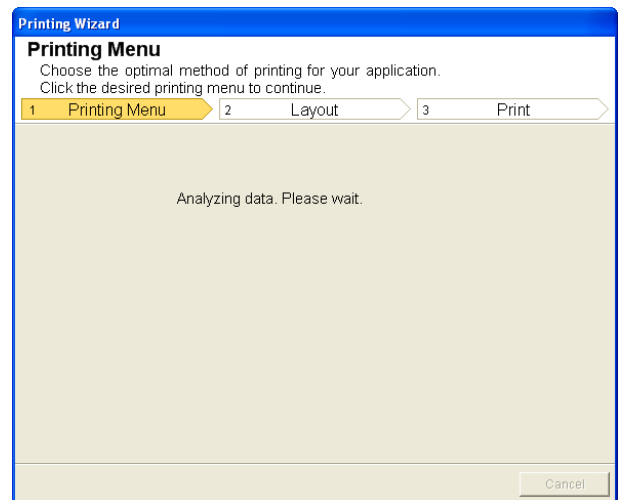 Printing Wizard
Printing Menu
Choose the optimal method of printing for your application.
Click the desired printing menu to continue.
1 Printing Menu 2 Layout 3 Print
Analyzing data. Please wait.
Cancel